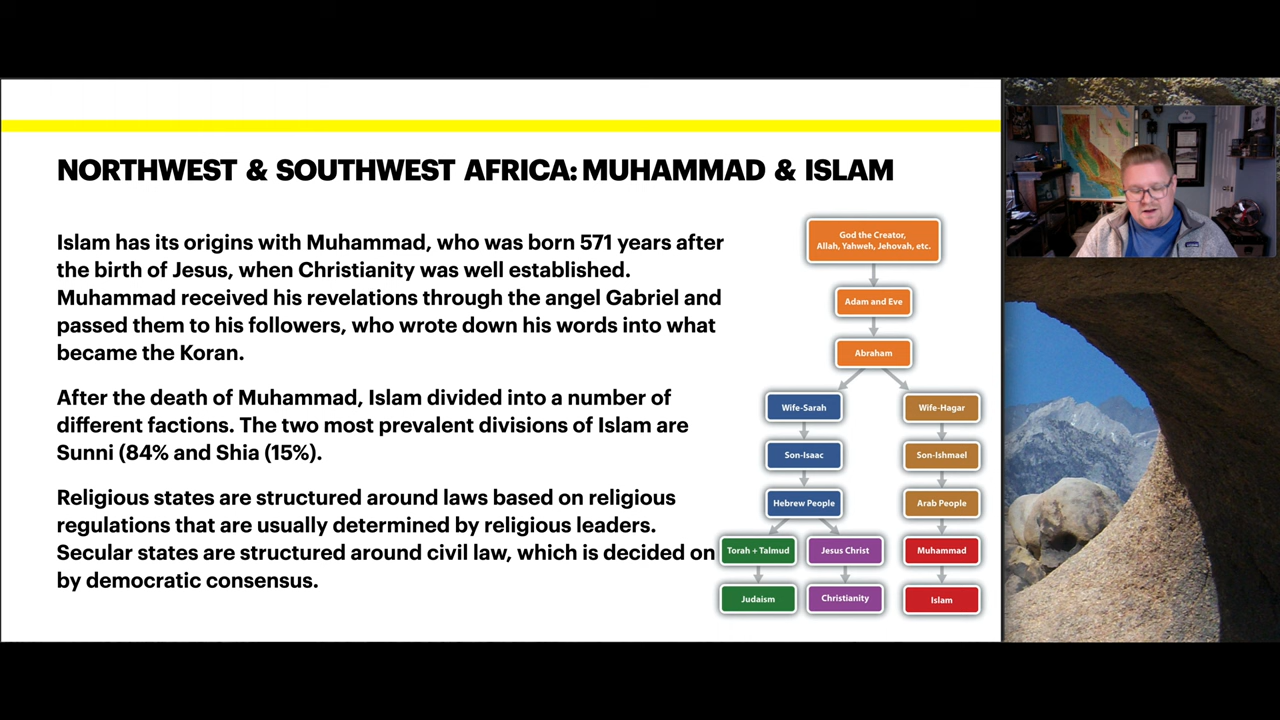 NORTHWEST & SOUTHWEST AFRICA: MUHAMMAD & ISLAM
Islam has its origins with Muhammad, who was born 571 years after
the birth of Jesus, when Christianity was well established.
Muhammad received his revelations through the angel Gabriel and
passed them to his followers, who wrote down his words into what
became the Koran.
After the death of Muhammad, Islam divided into a number of
different factions. The two most prevalent divisions of Islam are
Sunni (84% and Shia (15%).
Religious states are structured around laws based on religious
regulations that are usually determined by religious leaders.
Secular states are structured around civil law, which is decided on
by democratic consensus.
God the Creator,
Allah, Yahweh, Jehovah, etc.
Adam and Eve
Abraham
Wife-Sarah
Wife-Hagar
Son-Isaac
Son-Ishmael
Hebrew People
Arab People
Torah + Talmud
Jesus Christ
Muhammad
Judaism
Christianity
Islam